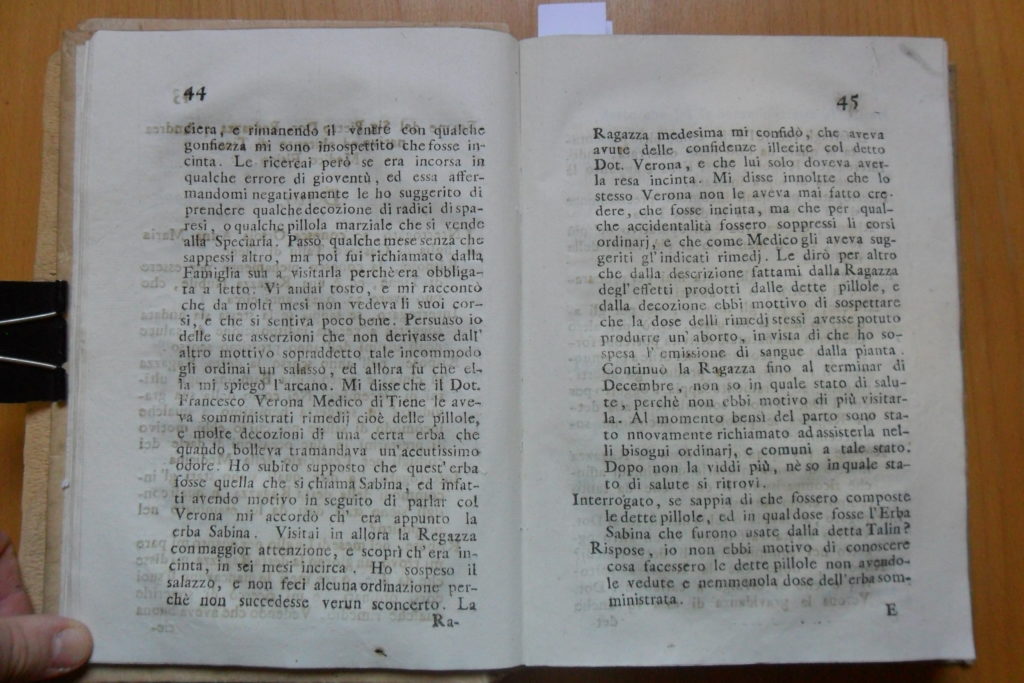 44
ciera, e rimanendo il ventre con qualche
gonfiezza mi sono insospettito che fosse in-
cinta. Le ricercai però se era incorsa in
qualche errore di gioventù, ed essa affer-
mandomi negativamente le ho suggerito di
prendere qualche decozione di radici di spa-
resi, o qualche pillola marziale che si vende
alla Speciaria. Passò qualche mese senza che
sappessi altro, ma poi fui richiamato dalla
Famiglia sua a visitarla perchè era obbliga-
ta a letto. Vi andai tosto, e mi raccontò
che da molti mesi non vedeva li suoi cor-
si, e che si sentiva poco bene. Persuaso io
delle sue asserzioni che non derivasse dall'
altro motivo sopraddetto tale incommodo
gli ordinai un salasso, ed allora fu che el-
la mi spiegò l'arcano. Mi disse che il Dot.
Francesco Verona Medico di Tiene le ave-
va somministrati rimedij cioè delle pillole,
e molte decozioni di una certa erba che
quando bolleva tramandava un'accutissimo
odore. Ho subito supposto che quest'erba
fosse quella che si chiama Sabina, ed infat-
ti avendo motivo in seguito di parlar col
Verona mi accordò ch' era appunto la
erba Sabina. Visitai in allora la Regazza
con maggior attenzione, e scoprì ch'era in-
cinta, in sei mesi incirca. Ho sospeso il
salazzo, e non feci alcuna ordinazione per-
chè non succedesse verun sconcerto. La
Ra-
45
Ragazza medesima mi confidò, che aveva
avute delle confidenze illecite col detto
Dot. Verona, e che lui solo doveva aver-
la resa incinta. Mi disse innoltte che lo
stesso Verona non le aveva mai fatto cre-
dere, che fosse incinta, ma che per qual-
che accidentalità fossero soppressi li corsi
ordinarj, e che come Medico gli aveva sug-
geriti gl'indicati rimedj. Le dirò per altro
che dalla descrizione fattami dalla Ragazza
degl'effetti prodotti dalle dette pillole, e
dalla decozione ebbi motivo di sospettare
che la dose delli rimedj stessi avesse potuto
produrre un'aborto, in vista di che ho so-
spesa l'emissione di sangue dalla pianta.
Continuò la Ragazza fino al terminar di
Decembre, non so in quale stato di salu-
te, perchè non ebbi motivo di più visitar-
la. Al momento bensì del parto sono sta-
to nnovamente richiamato ad assisterla nel-
li bisogni ordinarj, e comuni a tale stato.
Dopo non la viddi più, nè so in quale sta-
to di salute si ritrovi.
Interrogato, se sappia di che fossero composte
le dette pillole, ed in qual dose fosse l'Erba
Sabina che furono usate dalla detta Talin?
Rispose, io non ebbi motivo di conoscere
cosa facessero le dette pillole non avendo-
le vedute e nemmeno la dose dell'erba som-
ministrata.
E